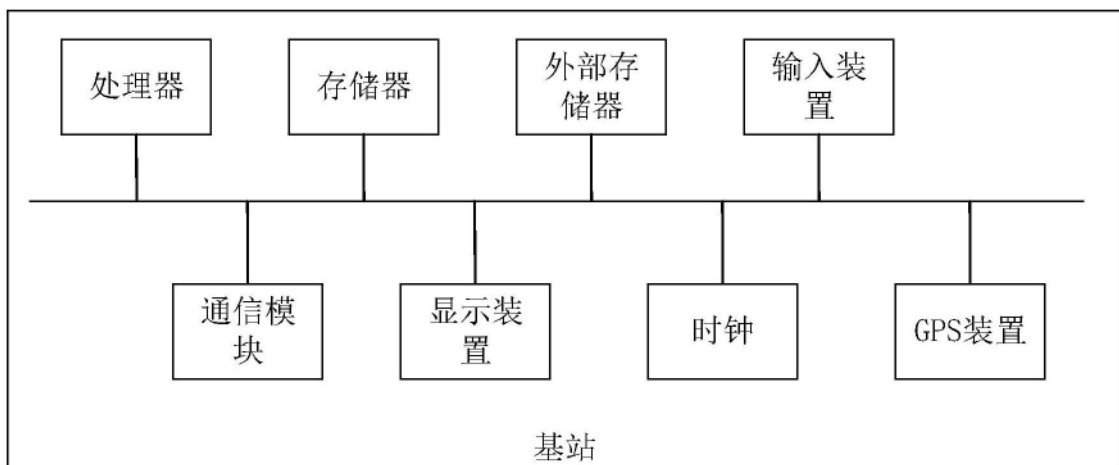 处理器
存储器
外部存
储器
输入装
置
通信模
块
显示装
置
时钟
GPS装置
基站